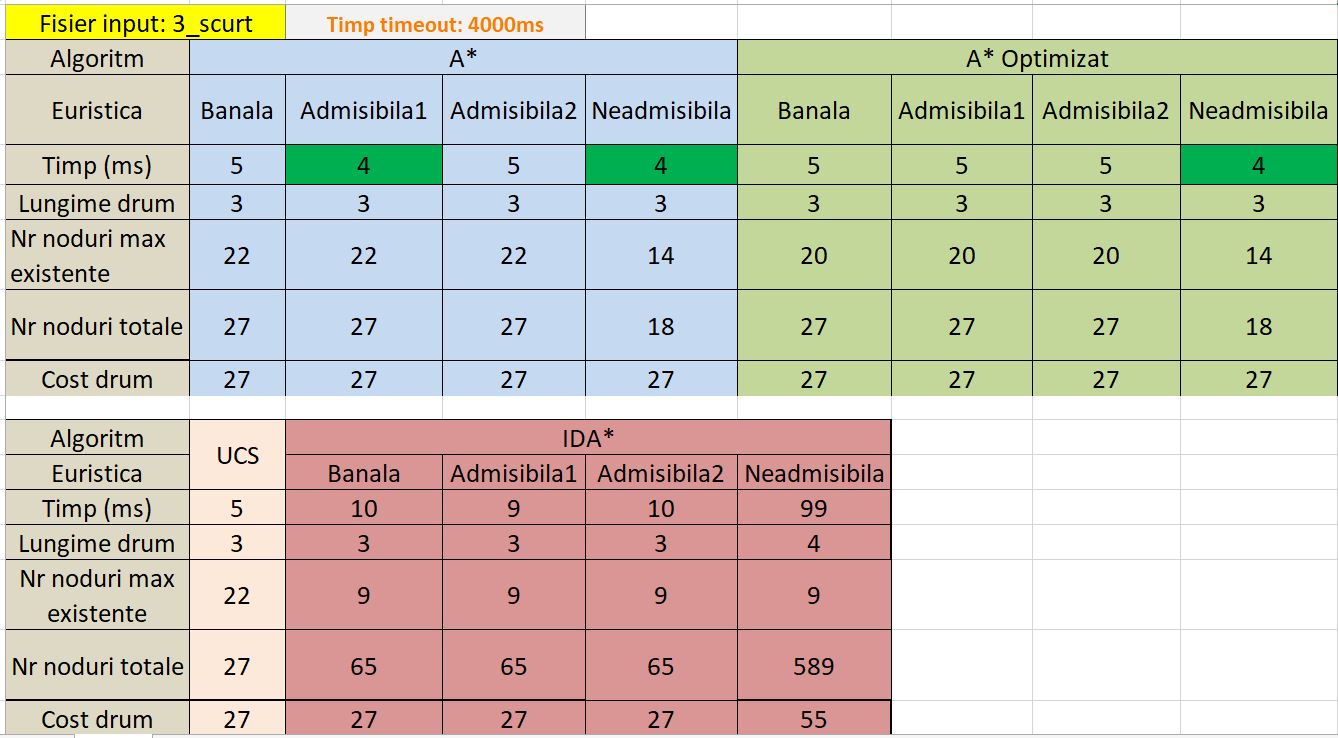 Fisier input: 3_scurt Timp timeout: 4000ms
Algoritm A* A* Optimizat
Euristica Banala Admisibila1 Admisibila2 Neadmisibila Banala Admisibila1 Admisibila2 Neadmisibila
Timp (ms) 5 4 5 4 5 5 5 4
Lungime drum 3 3 3 3 3 3 3 3
Nr noduri max
existente 22 22 22 14 20 20 20 14
Nr noduri totale 27 27 27 18 27 27 27 18
Cost drum 27 27 27 27 27 27 27 27
Algoritm UCS IDA*
Euristica Banala Admisibila1 Admisibila2 Neadmisibila
Timp (ms) 5 10 9 10 99
Lungime drum 3 3 3 3 4
Nr noduri max
existente 22 9 9 9 9
Nr noduri totale 27 65 65 65 589
Cost drum 27 27 27 27 55